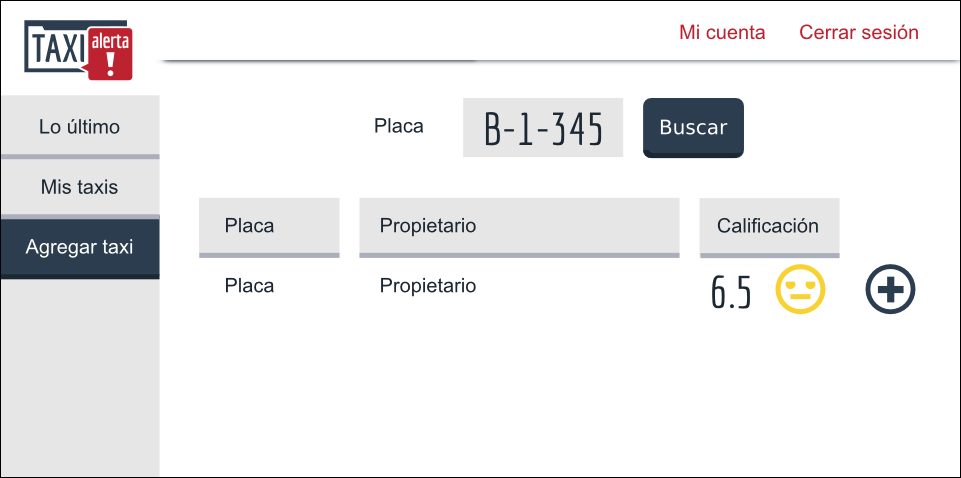 TAXI alerta !
Mi cuenta Cerrar sesión
Lo último
Mis taxis
Agregar taxi
Placa B-1-345 Buscar
Placa Propietario Calificación
Placa Propietario 6.5